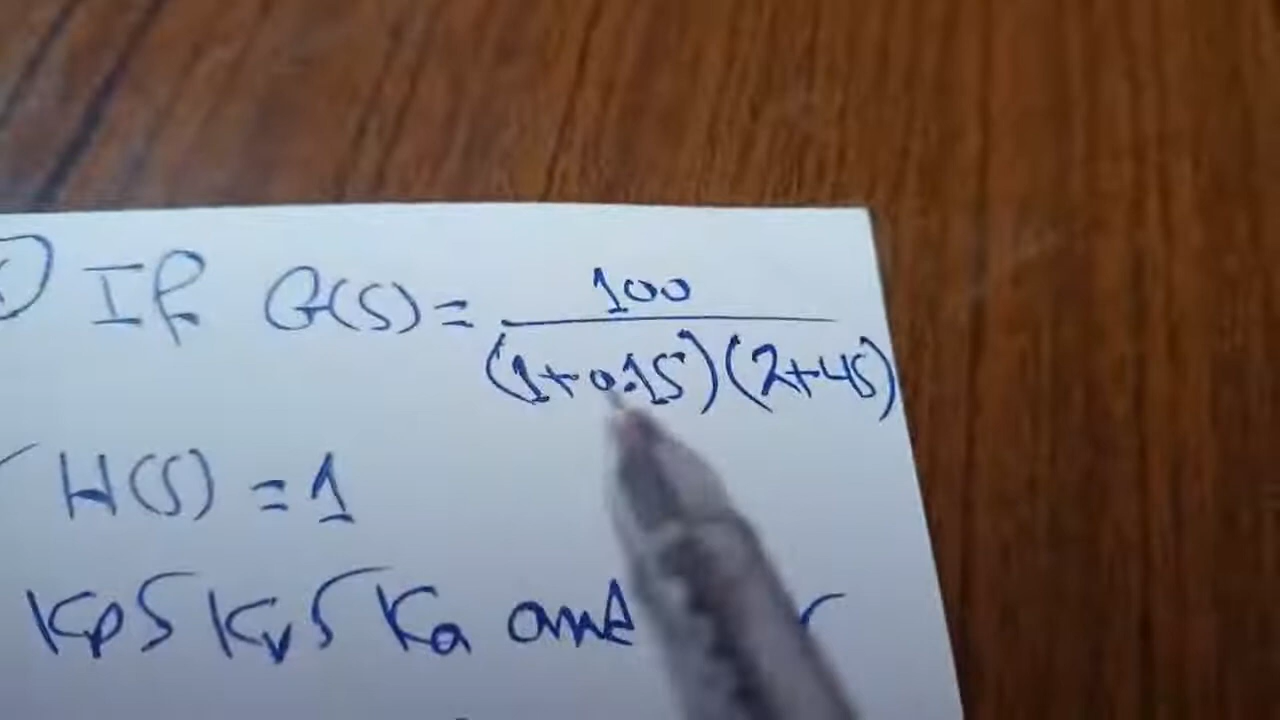 If G(S) = 100 / (1+0.1S)(2+4S)
H(S) = 1
Kp, Kv, Ka and